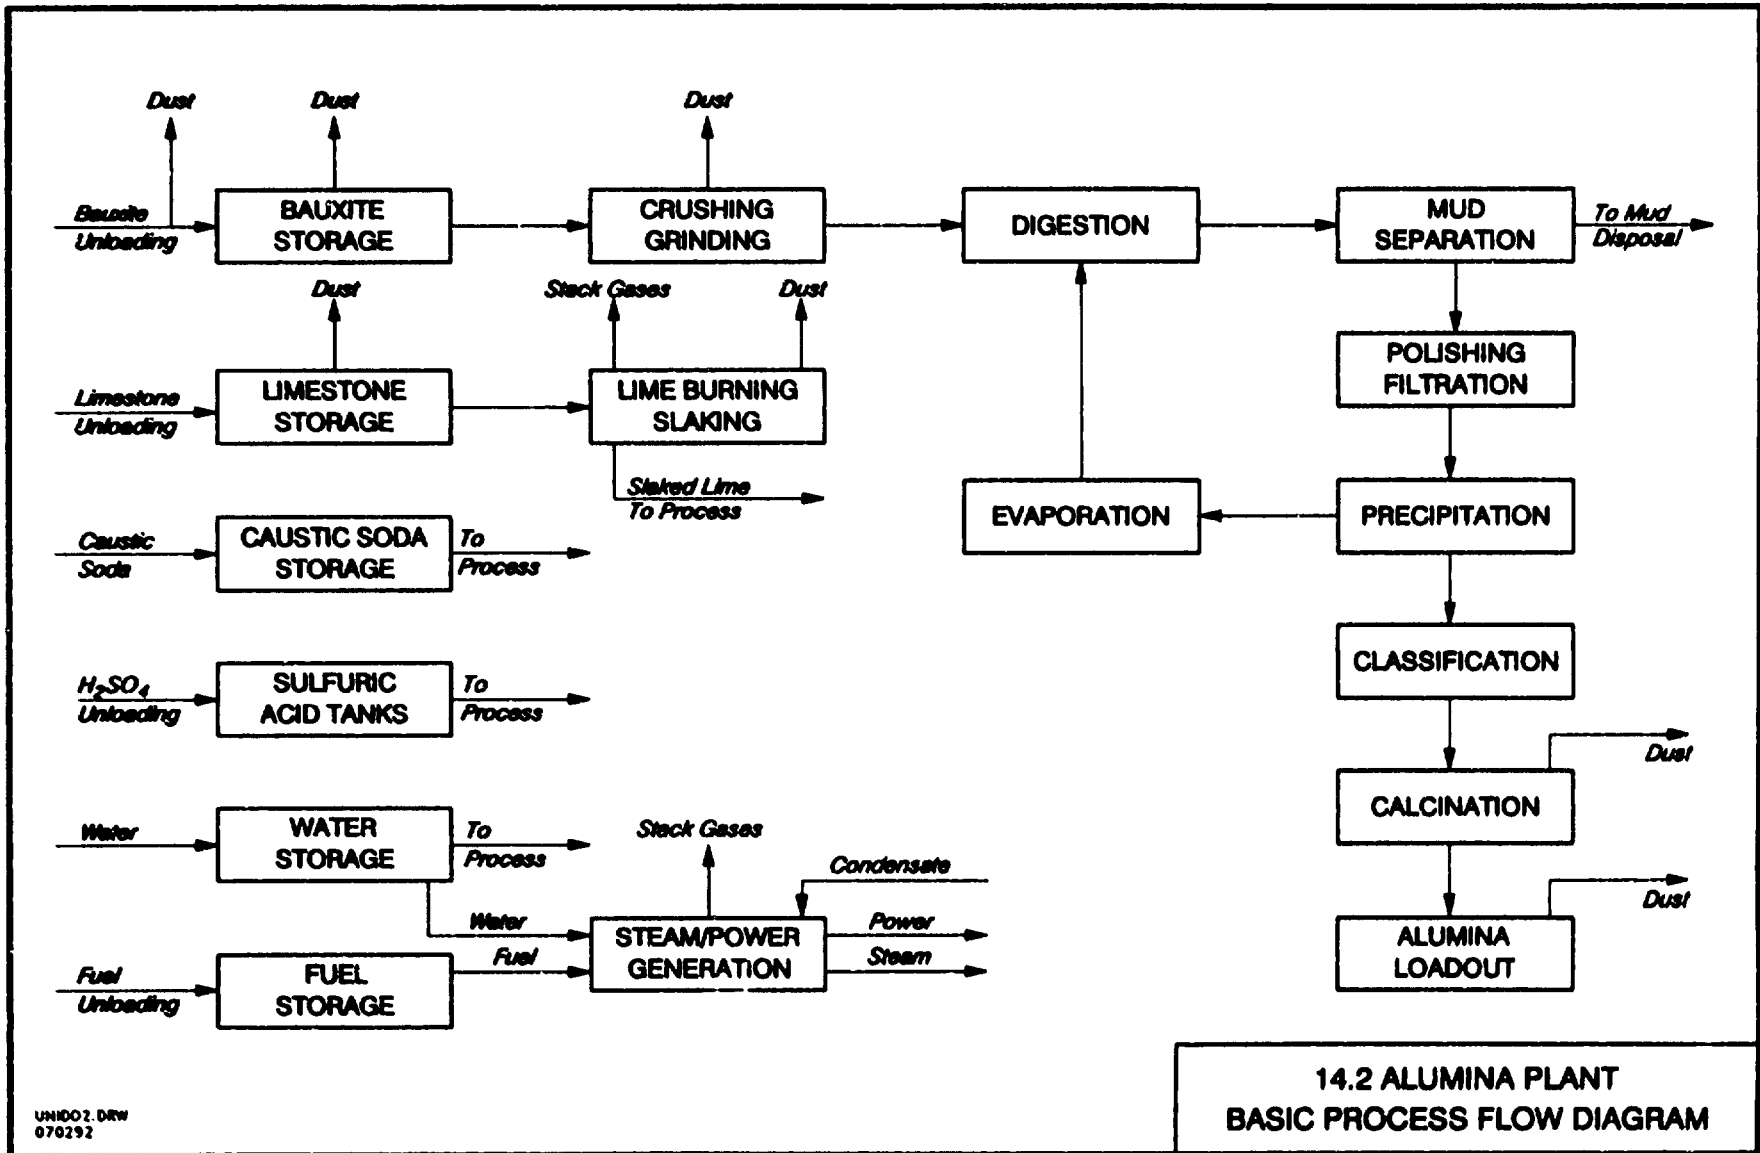 Dust
Dust
Dust
Bauxite
Unloading
BAUXITE
STORAGE
CRUSHING
GRINDING
DIGESTION
MUD
SEPARATION
To Mud
Disposal
Dust
Stack Gases
Dust
Limestone
Unloading
LIMESTONE
STORAGE
LIME BURNING
SLAKING
POLISHING
FILTRATION
Slaked Lime
To Process
EVAPORATION
PRECIPITATION
Caustic
Soda
CAUSTIC SODA
STORAGE
To
Process
CLASSIFICATION
H₂SO₄
Unloading
SULFURIC
ACID TANKS
To
Process
Dust
CALCINATION
Water
WATER
STORAGE
To
Process
Stack Gases
Condensate
Dust
Water
Fuel
STEAM/POWER
GENERATION
Power
Steam
ALUMINA
LOADOUT
Fuel
Unloading
FUEL
STORAGE
14.2 ALUMINA PLANT
BASIC PROCESS FLOW DIAGRAM
UNIDO2.DRW
070292